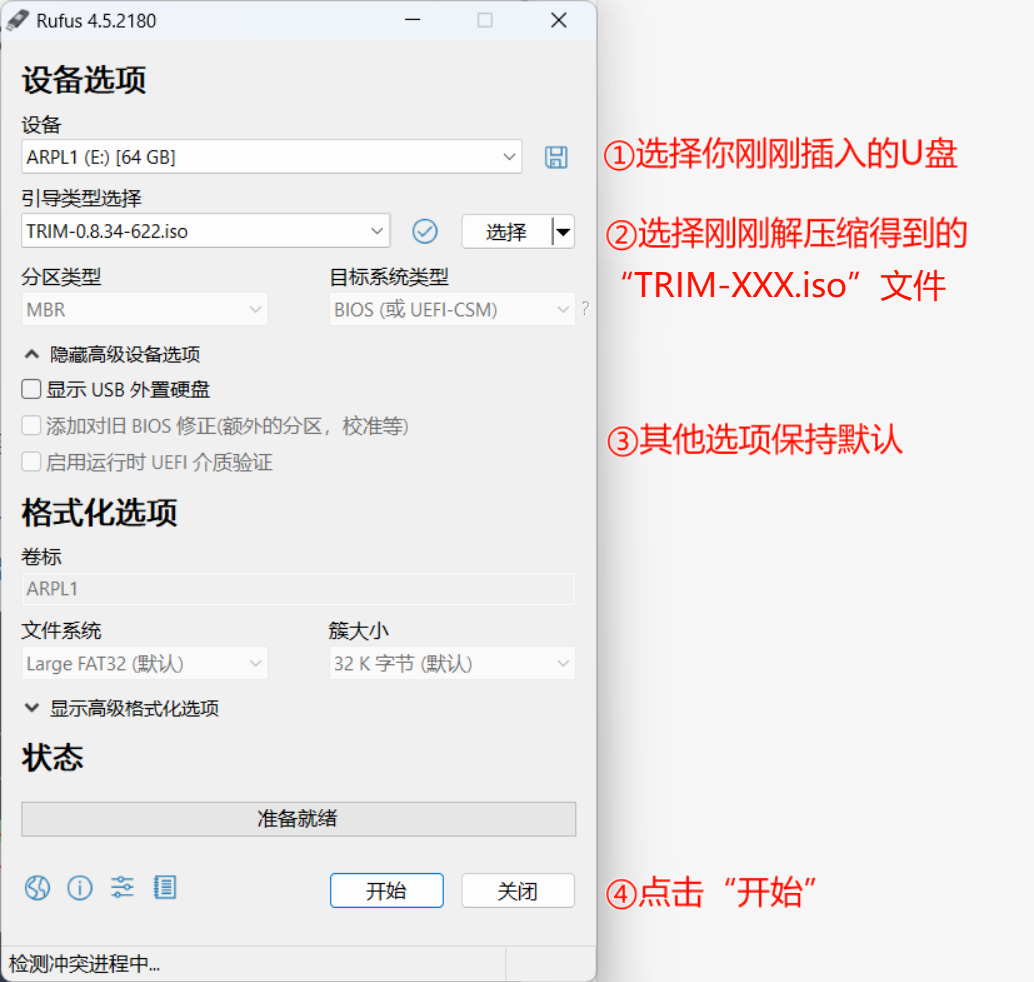 Rufus 4.5.2180
设备选项
设备
ARPL1 (E:) [64 GB]
①选择你刚刚插入的U盘
引导类型选择
TRIM-0.8.34-622.iso
选择
②选择刚刚解压缩得到的
“TRIM-XXX.iso”文件
分区类型
目标系统类型
MBR
BIOS (或 UEFI-CSM)
?
隐藏高级设备选项
显示 USB 外置硬盘
添加对旧 BIOS 修正(额外的分区，校准等)
③其他选项保持默认
启用运行时 UEFI 介质验证
格式化选项
卷标
ARPL1
文件系统
簇大小
Large FAT32 (默认)
32 K 字节 (默认)
显示高级格式化选项
状态
准备就绪
开始
关闭
④点击“开始”
检测冲突进程中...